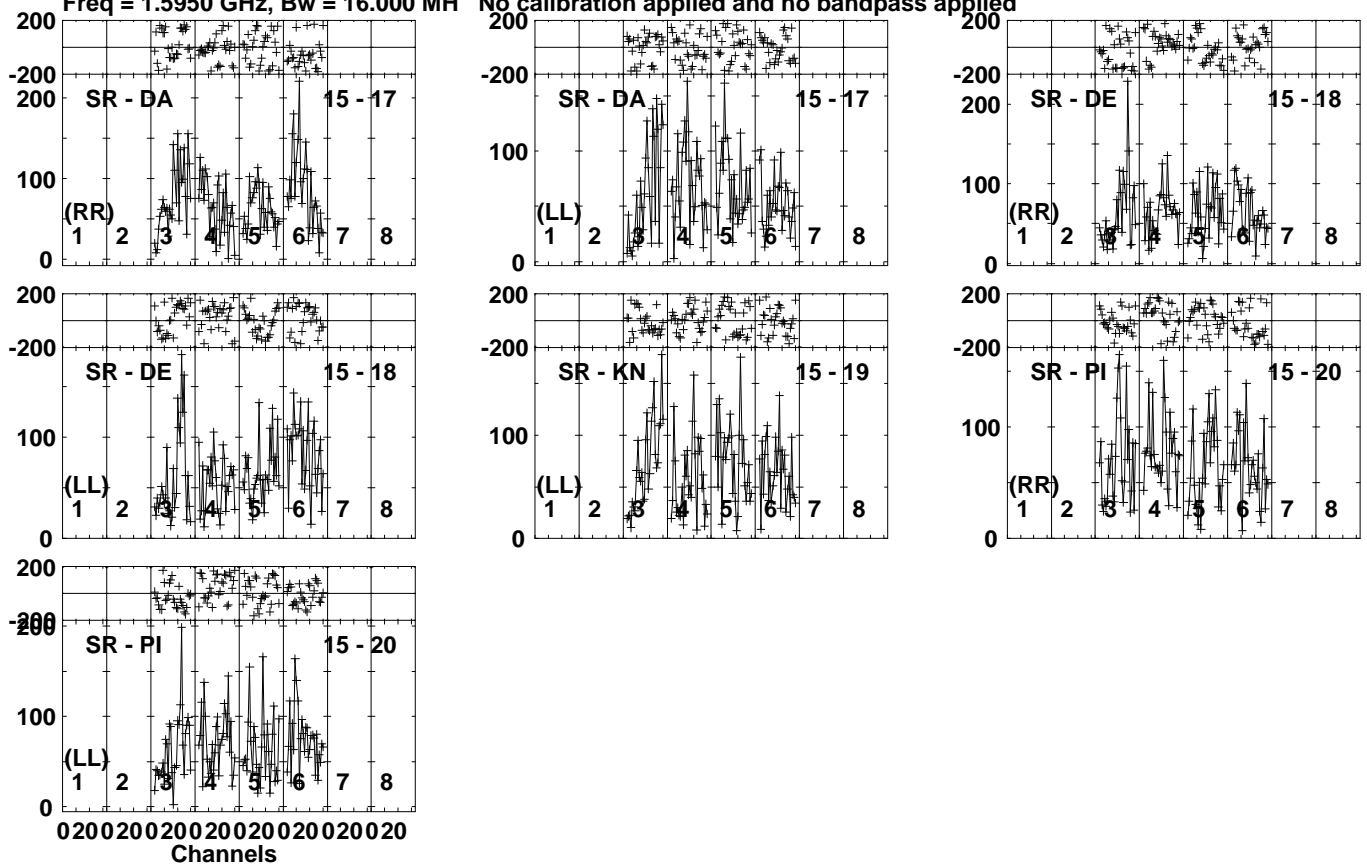 Freq = 1.5950 GHz, Bw = 16.000 MH No calibration applied and no bandpass applied
200
-200
200
SR - DA 15 - 17
100
(RR)
1 2 3 4 5 6 7 8
0
200
-200
SR - DA 15 - 17
100
(LL)
1 2 3 4 5 6 7 8
0
200
-200
200
SR - DE 15 - 18
100
(RR)
1 2 3 4 5 6 7 8
0
200
-200
SR - DE 15 - 18
100
(LL)
1 2 3 4 5 6 7 8
0
200
-200
SR - KN 15 - 19
100
(LL)
1 2 3 4 5 6 7 8
0
200
-200
SR - PI 15 - 20
100
(RR)
1 2 3 4 5 6 7 8
0
200
-200
200
SR - PI 15 - 20
100
(LL)
1 2 3 4 5 6 7 8
0
0 20 0 20 0 20 0 20 0 20 0 20 0 20 0 20
Channels